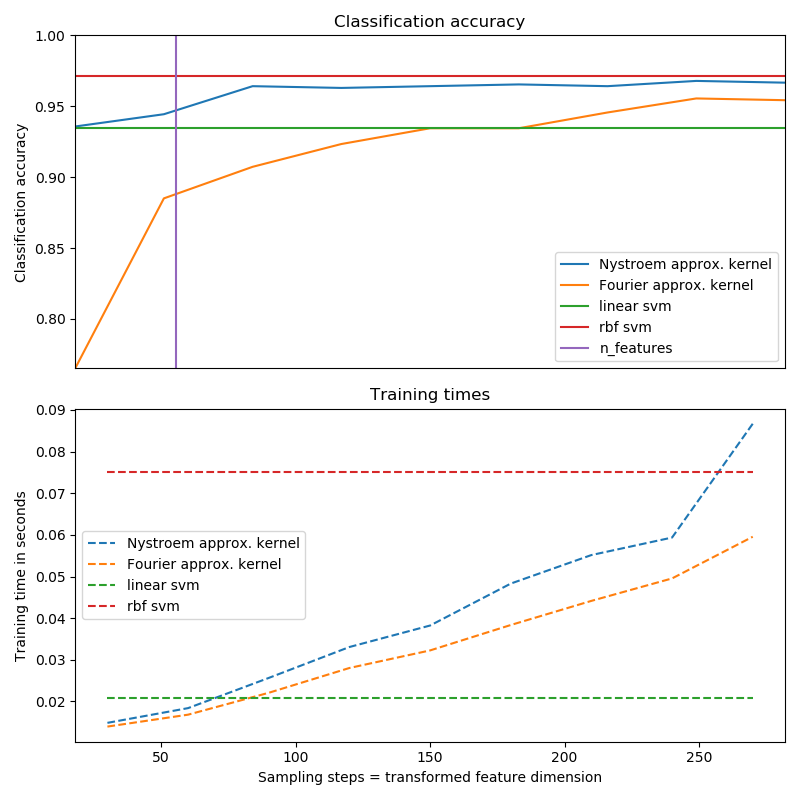 Classification accuracy
1.00
0.95
0.90
0.85
0.80
Classification accuracy
Nystroem approx. kernel
Fourier approx. kernel
linear svm
rbf svm
n_features
Training times
0.09
0.08
0.07
0.06
0.05
0.04
0.03
0.02
Training time in seconds
Nystroem approx. kernel
Fourier approx. kernel
linear svm
rbf svm
50 100 150 200 250
Sampling steps = transformed feature dimension